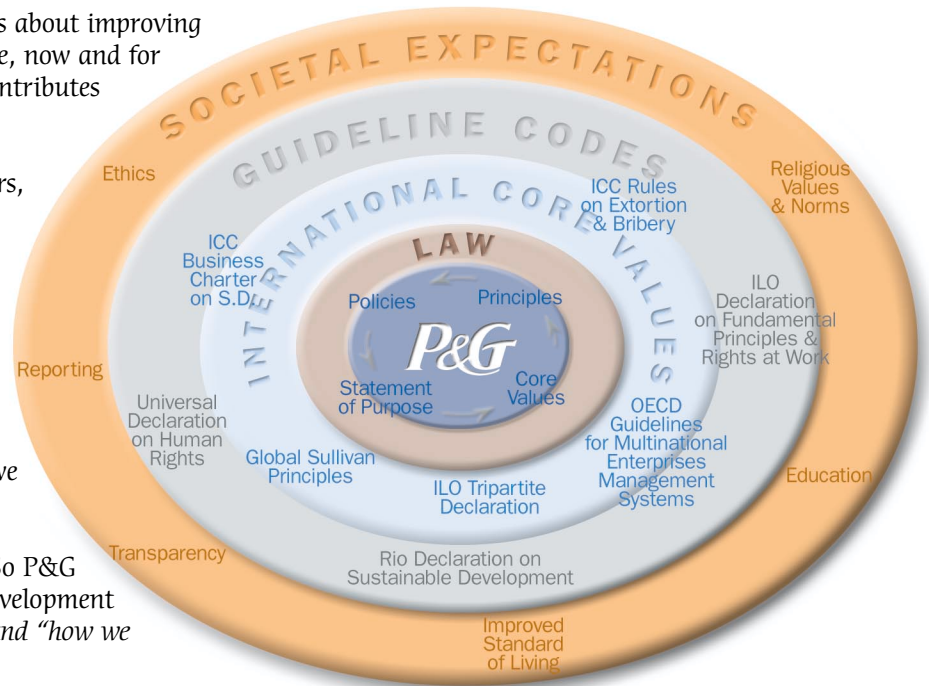 s about improving
e, now and for
ntributes
rs,
ve
So P&G
velopment
nd “how we
SOCIETAL EXPECTATIONS
Ethics
Religious
Values
& Norms
Reporting
Education
Transparency
Improved
Standard
of Living
GUIDELINE CODES
ILO
Declaration
on Fundamental
Principles &
Rights at Work
Universal
Declaration
on Human
Rights
Rio Declaration on
Sustainable Development
INTERNATIONAL CORE VALUES
ICC Rules
on Extortion
& Bribery
ICC
Business
Charter
on S.D.
Global Sullivan
Principles
ILO Tripartite
Declaration
OECD
Guidelines
for Multinational
Enterprises
Management
Systems
LAW
Policies
Principles
P&G
Statement
of Purpose
Core
Values